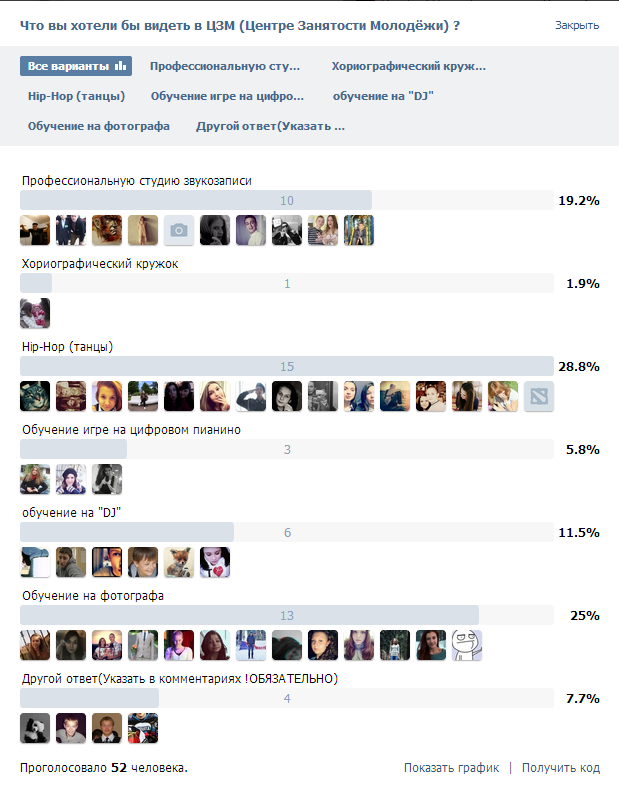 Что вы хотели бы видеть в ЦЗМ (Центре Занятости Молодёжи) ? Закрыть
Все варианты Профессиональную сту... Хориографический круж...
Hip-Hop (танцы) Обучение игре на цифро... обучение на "DJ"
Обучение на фотографа Другой ответ(Указать ...
Профессиональную студию звукозаписи
10 19.2%
Хориографический кружок
1 1.9%
Hip-Hop (танцы)
15 28.8%
Обучение игре на цифровом пианино
3 5.8%
обучение на "DJ"
6 11.5%
Обучение на фотографа
13 25%
Другой ответ(Указать в комментариях !ОБЯЗАТЕЛЬНО)
4 7.7%
Проголосовало 52 человека. Показать график | Получить код